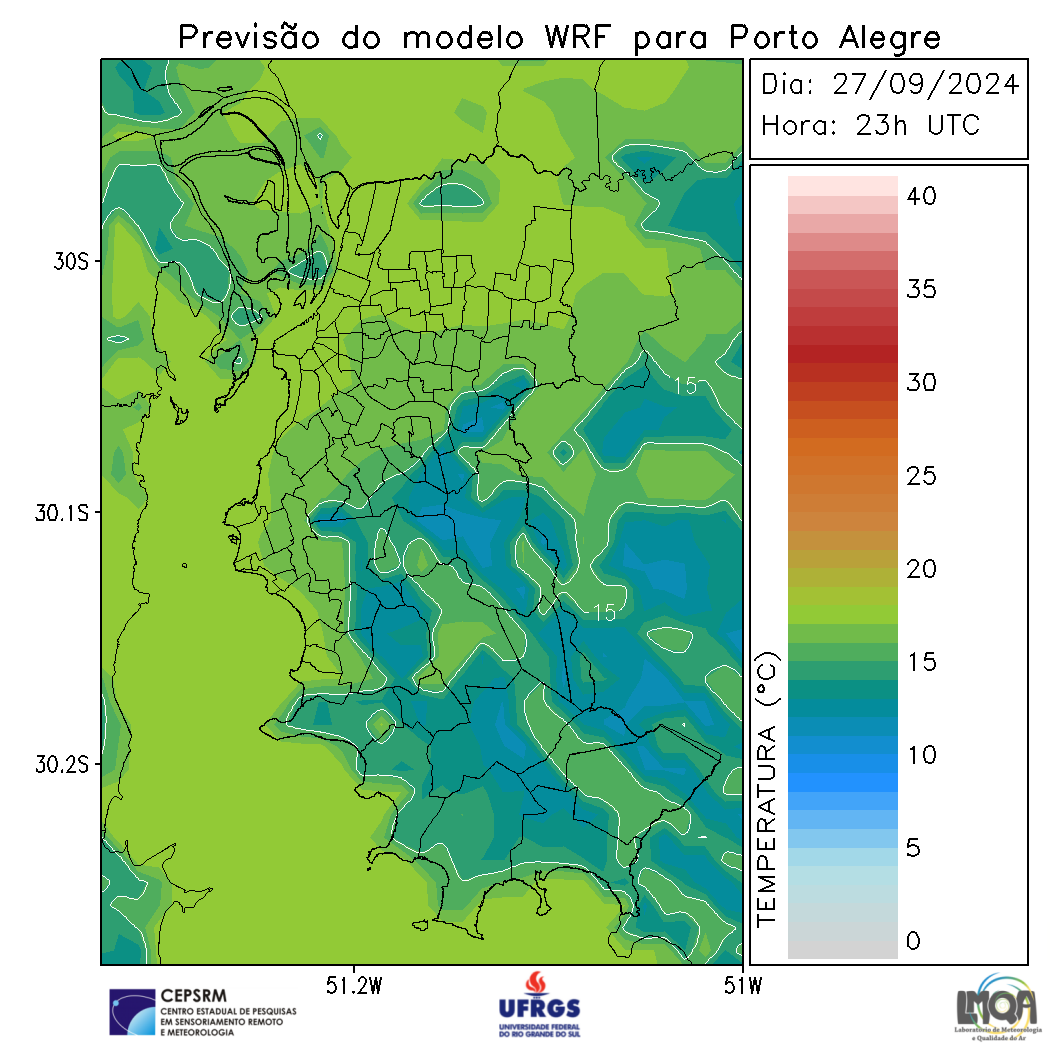 Previsão do modelo WRF para Porto Alegre
Dia: 27/09/2024
Hora: 23h UTC
30S
30.1S
30.2S
51.2W
51W
15
15
TEMPERATURA (°C)
40
35
30
25
20
15
10
5
0
CEPSRM
CENTRO ESTADUAL DE PESQUISAS
EM SENSORIAMENTO REMOTO
E METEOROLOGIA
UFRGS
UNIVERSIDADE FEDERAL
DO RIO GRANDE DO SUL
LMQA
Laboratório de Meteorologia
e Qualidade do Ar